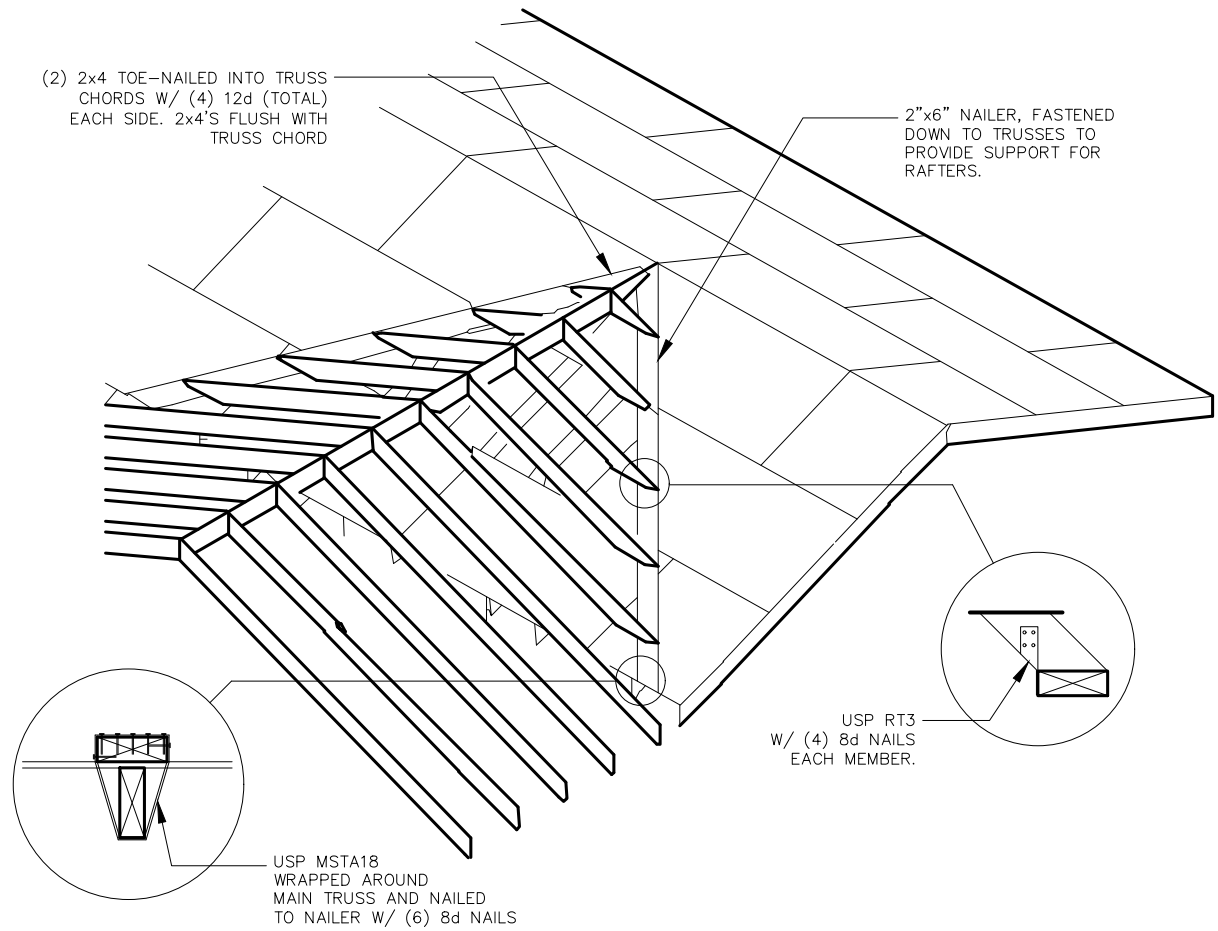 (2) 2x4 TOE-NAILED INTO TRUSS
CHORDS W/ (4) 12d (TOTAL)
EACH SIDE. 2x4'S FLUSH WITH
TRUSS CHORD
2"x6" NAILER, FASTENED
DOWN TO TRUSSES TO
PROVIDE SUPPORT FOR
RAFTERS.
USP RT3
W/ (4) 8d NAILS
EACH MEMBER.
USP MSTA18
WRAPPED AROUND
MAIN TRUSS AND NAILED
TO NAILER W/ (6) 8d NAILS